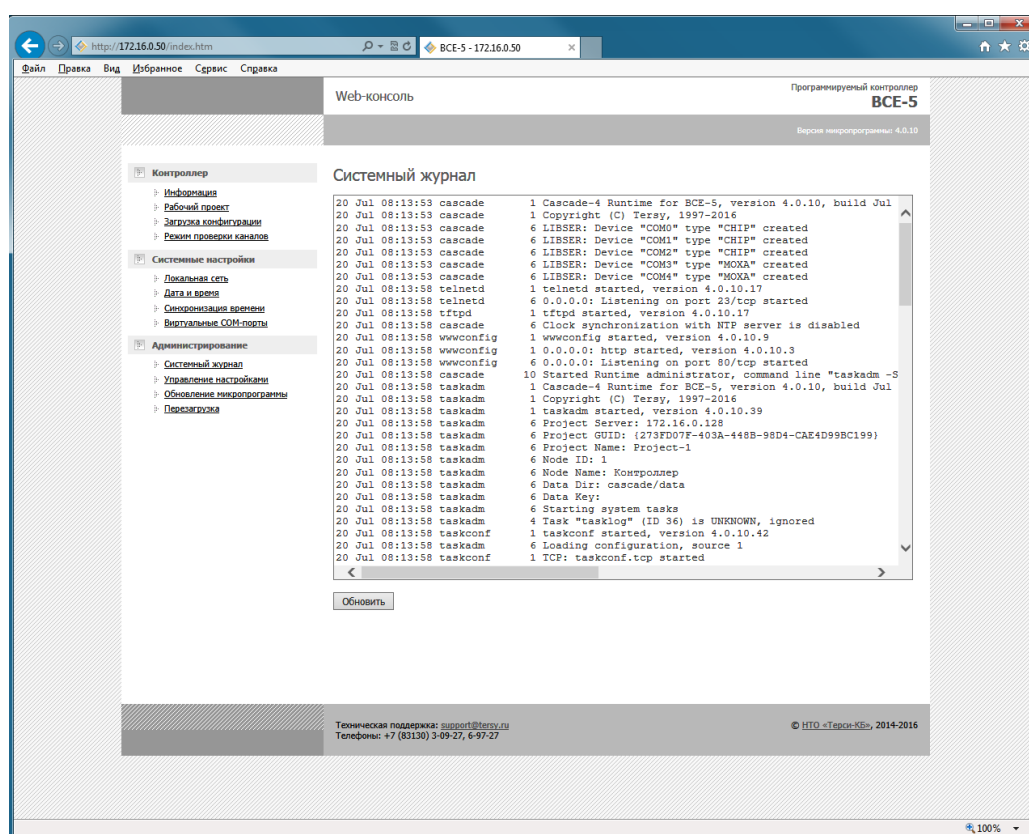 http://172.16.0.50/index.htm
BCE-5 - 172.16.0.50
Файл Правка Вид Избранное Сервис Справка
Web-консоль
Программируемый контроллер
BCE-5
Версия микропрограммы: 4.0.10
Контроллер
Информация
Рабочий проект
Загрузка конфигурации
Режим проверки каналов
Системные настройки
Локальная сеть
Дата и время
Синхронизация времени
Виртуальные COM-порты
Администрирование
Системный журнал
Управление настройками
Обновление микропрограммы
Перезагрузка
Системный журнал
20 Jul 08:13:53 cascade 1 Cascade-4 Runtime for BCE-5, version 4.0.10, build Jul
20 Jul 08:13:53 cascade 1 Copyright (C) Tersy, 1997-2016
20 Jul 08:13:53 cascade 6 LIBSER: Device "COM0" type "CHIP" created
20 Jul 08:13:53 cascade 6 LIBSER: Device "COM1" type "CHIP" created
20 Jul 08:13:53 cascade 6 LIBSER: Device "COM2" type "CHIP" created
20 Jul 08:13:53 cascade 6 LIBSER: Device "COM3" type "MOXA" created
20 Jul 08:13:53 cascade 6 LIBSER: Device "COM4" type "MOXA" created
20 Jul 08:13:58 telnetd 1 telnetd started, version 4.0.10.17
20 Jul 08:13:58 telnetd 6 0.0.0.0: Listening on port 23/tcp started
20 Jul 08:13:58 tftpd 1 tftpd started, version 4.0.10.17
20 Jul 08:13:58 cascade 6 Clock synchronization with NTP server is disabled
20 Jul 08:13:58 wwwconfig 1 wwwconfig started, version 4.0.10.9
20 Jul 08:13:58 wwwconfig 1 0.0.0.0: http started, version 4.0.10.3
20 Jul 08:13:58 wwwconfig 6 0.0.0.0: Listening on port 80/tcp started
20 Jul 08:13:58 cascade 10 Started Runtime administrator, command line "taskadm -S
20 Jul 08:13:58 taskadm 1 Cascade-4 Runtime for BCE-5, version 4.0.10, build Jul
20 Jul 08:13:58 taskadm 1 Copyright (C) Tersy, 1997-2016
20 Jul 08:13:58 taskadm 1 taskadm started, version 4.0.10.39
20 Jul 08:13:58 taskadm 6 Project Server: 172.16.0.128
20 Jul 08:13:58 taskadm 6 Project GUID: {273FD07F-403A-448B-98D4-CAE4D99BC199}
20 Jul 08:13:58 taskadm 6 Project Name: Project-1
20 Jul 08:13:58 taskadm 6 Node ID: 1
20 Jul 08:13:58 taskadm 6 Node Name: Контроллер
20 Jul 08:13:58 taskadm 6 Data Dir: cascade/data
20 Jul 08:13:58 taskadm 6 Data Key:
20 Jul 08:13:58 taskadm 6 Starting system tasks
20 Jul 08:13:58 taskadm 4 Task "tasklog" (ID 36) is UNKNOWN, ignored
20 Jul 08:13:58 taskconf 1 taskconf started, version 4.0.10.42
20 Jul 08:13:58 taskadm 6 Loading configuration, source 1
20 Jul 08:13:58 taskconf 1 TCP: taskconf.tcp started
Обновить
Техническая поддержка: support@tersy.ru
Телефоны: +7 (83130) 3-09-27, 6-97-27
© НТО «Терси-КБ», 2014-2016
100%